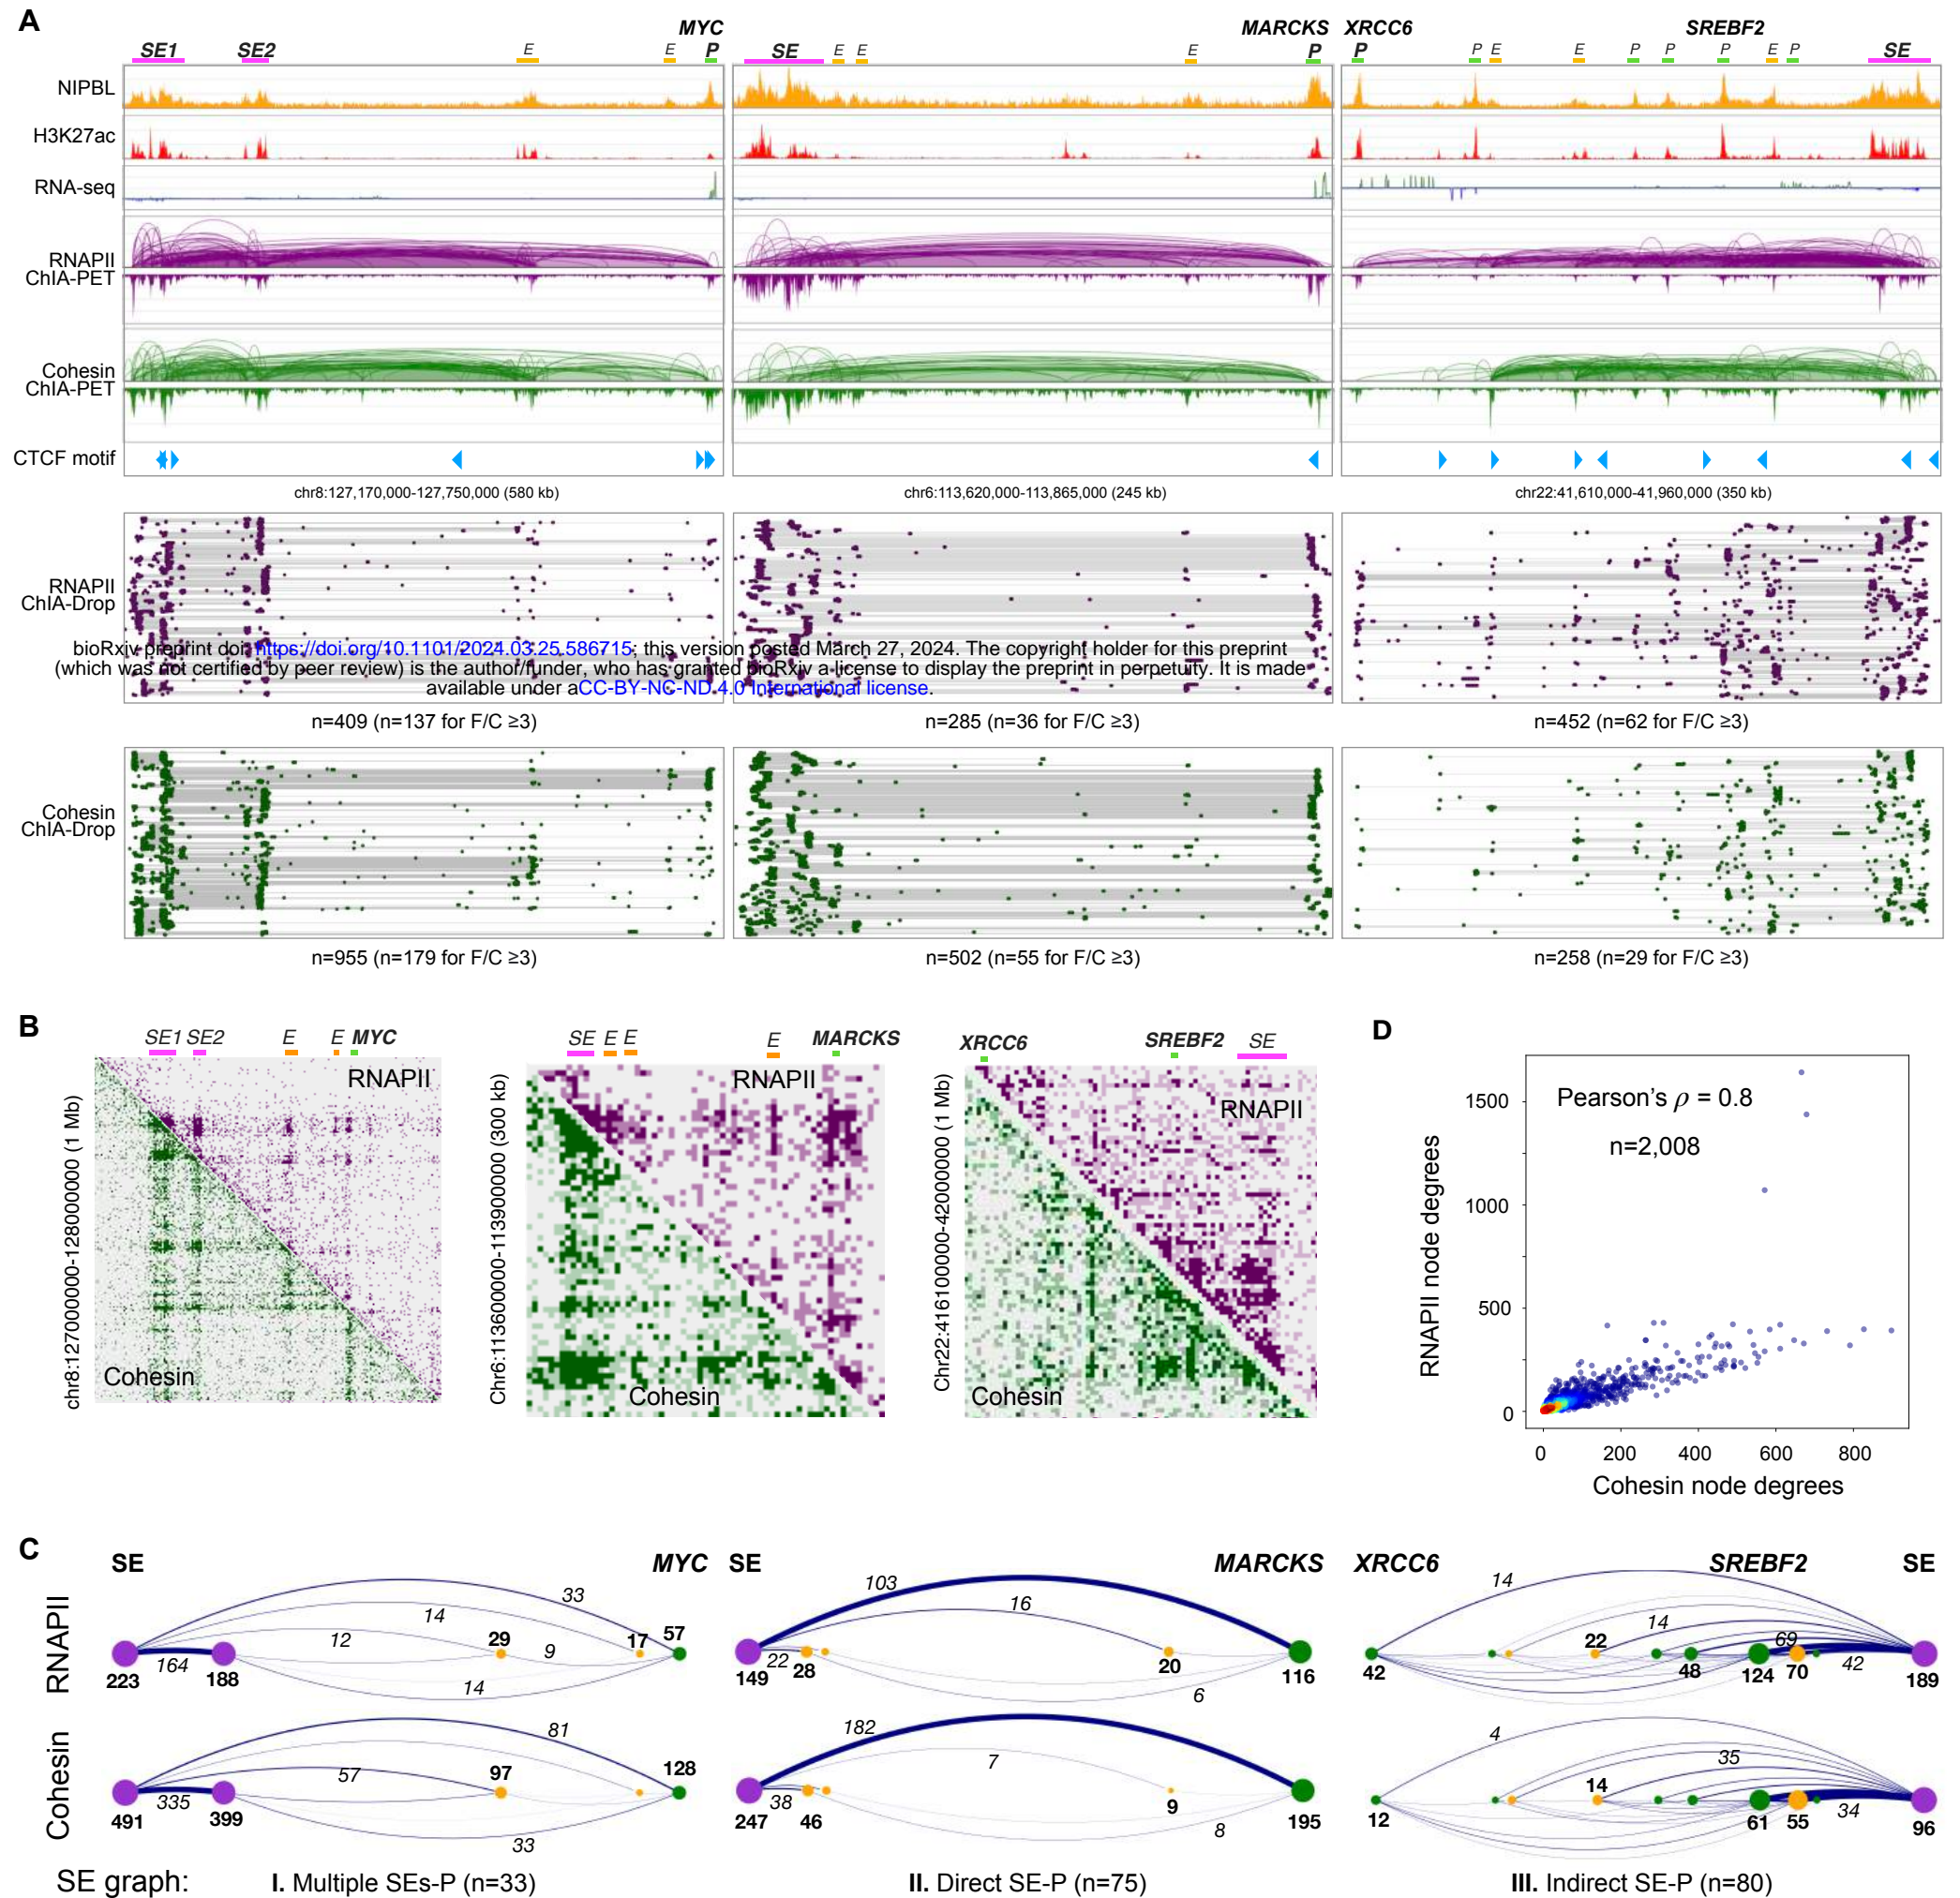 A
MYC
MARCKS
XRCC6
SREBF2
SE1
SE2
E
E
P
SE
E
E
E
P
P
P
E
E
P
P
P
E
P
SE
NIPBL
H3K27ac
RNA-seq
RNAPII
ChIA-PET
Cohesin
ChIA-PET
CTCF motif
chr8:127,170,000-127,750,000 (580 kb)
chr6:113,620,000-113,865,000 (245 kb)
chr22:41,610,000-41,960,000 (350 kb)
RNAPII
ChIA-Drop
bioRxiv preprint doi: https://doi.org/10.1101/2024.03.25.586715; this version posted March 27, 2024. The copyright holder for this preprint
(which was not certified by peer review) is the author/funder, who has granted bioRxiv a license to display the preprint in perpetuity. It is made
available under aCC-BY-NC-ND 4.0 International license.
n=409 (n=137 for F/C ≥3)
n=285 (n=36 for F/C ≥3)
n=452 (n=62 for F/C ≥3)
Cohesin
ChIA-Drop
n=955 (n=179 for F/C ≥3)
n=502 (n=55 for F/C ≥3)
n=258 (n=29 for F/C ≥3)
B
SE1 SE2
E
E
MYC
RNAPII
Cohesin
chr8:127000000-128000000 (1 Mb)
SE
E
E
E
MARCKS
RNAPII
Cohesin
Chr6:113600000-113900000 (300 kb)
XRCC6
SREBF2
SE
RNAPII
Cohesin
Chr22:41610000-42000000 (1 Mb)
D
Pearson's ρ = 0.8
n=2,008
RNAPII node degrees
1500
1000
500
0
0
200
400
600
800
Cohesin node degrees
C
SE
MYC
SE
MARCKS
XRCC6
SREBF2
SE
RNAPII
33
14
12
29
9
17
57
164
223
188
14
103
16
22
28
149
20
116
6
14
14
22
69
42
48
124
70
42
189
Cohesin
81
57
97
128
335
491
399
33
182
7
38
247
46
9
195
8
4
35
14
12
61
55
34
96
SE graph:
I. Multiple SEs-P (n=33)
II. Direct SE-P (n=75)
III. Indirect SE-P (n=80)